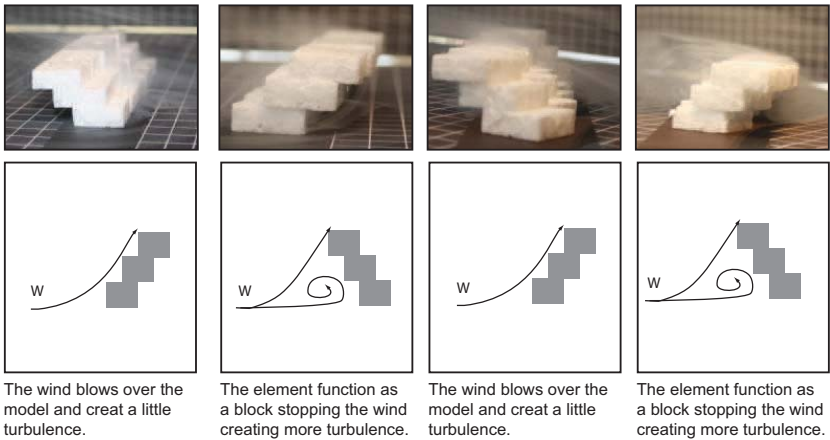 W
W
W
W
The wind blows over the
model and creat a little
turbulence.
The element function as
a block stopping the wind
creating more turbulence.
The wind blows over the
model and creat a little
turbulence.
The element function as
a block stopping the wind
creating more turbulence.